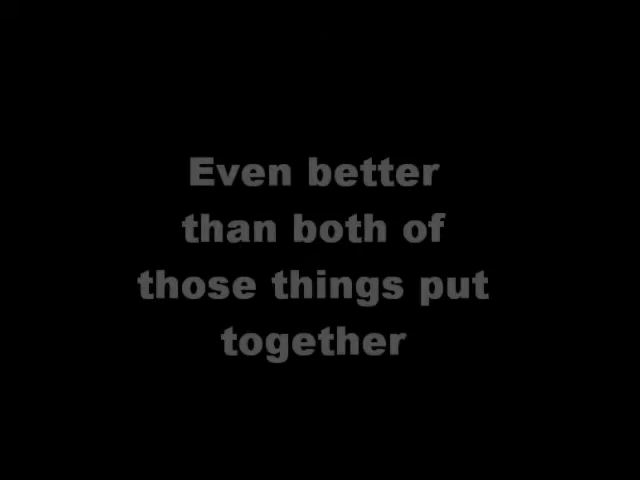 Even better
than both of
those things put
together